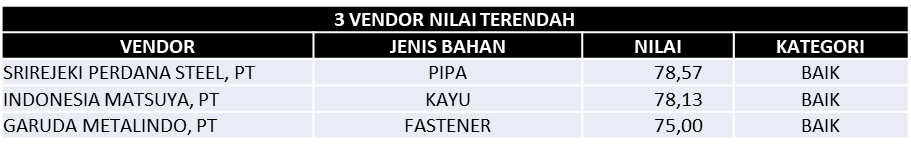 3 VENDOR NILAI TERENDAH
VENDOR JENIS BAHAN NILAI KATEGORI
SRIREJEKI PERDANA STEEL, PT PIPA 78,57 BAIK
INDONESIA MATSUYA, PT KAYU 78,13 BAIK
GARUDA METALINDO, PT FASTENER 75,00 BAIK